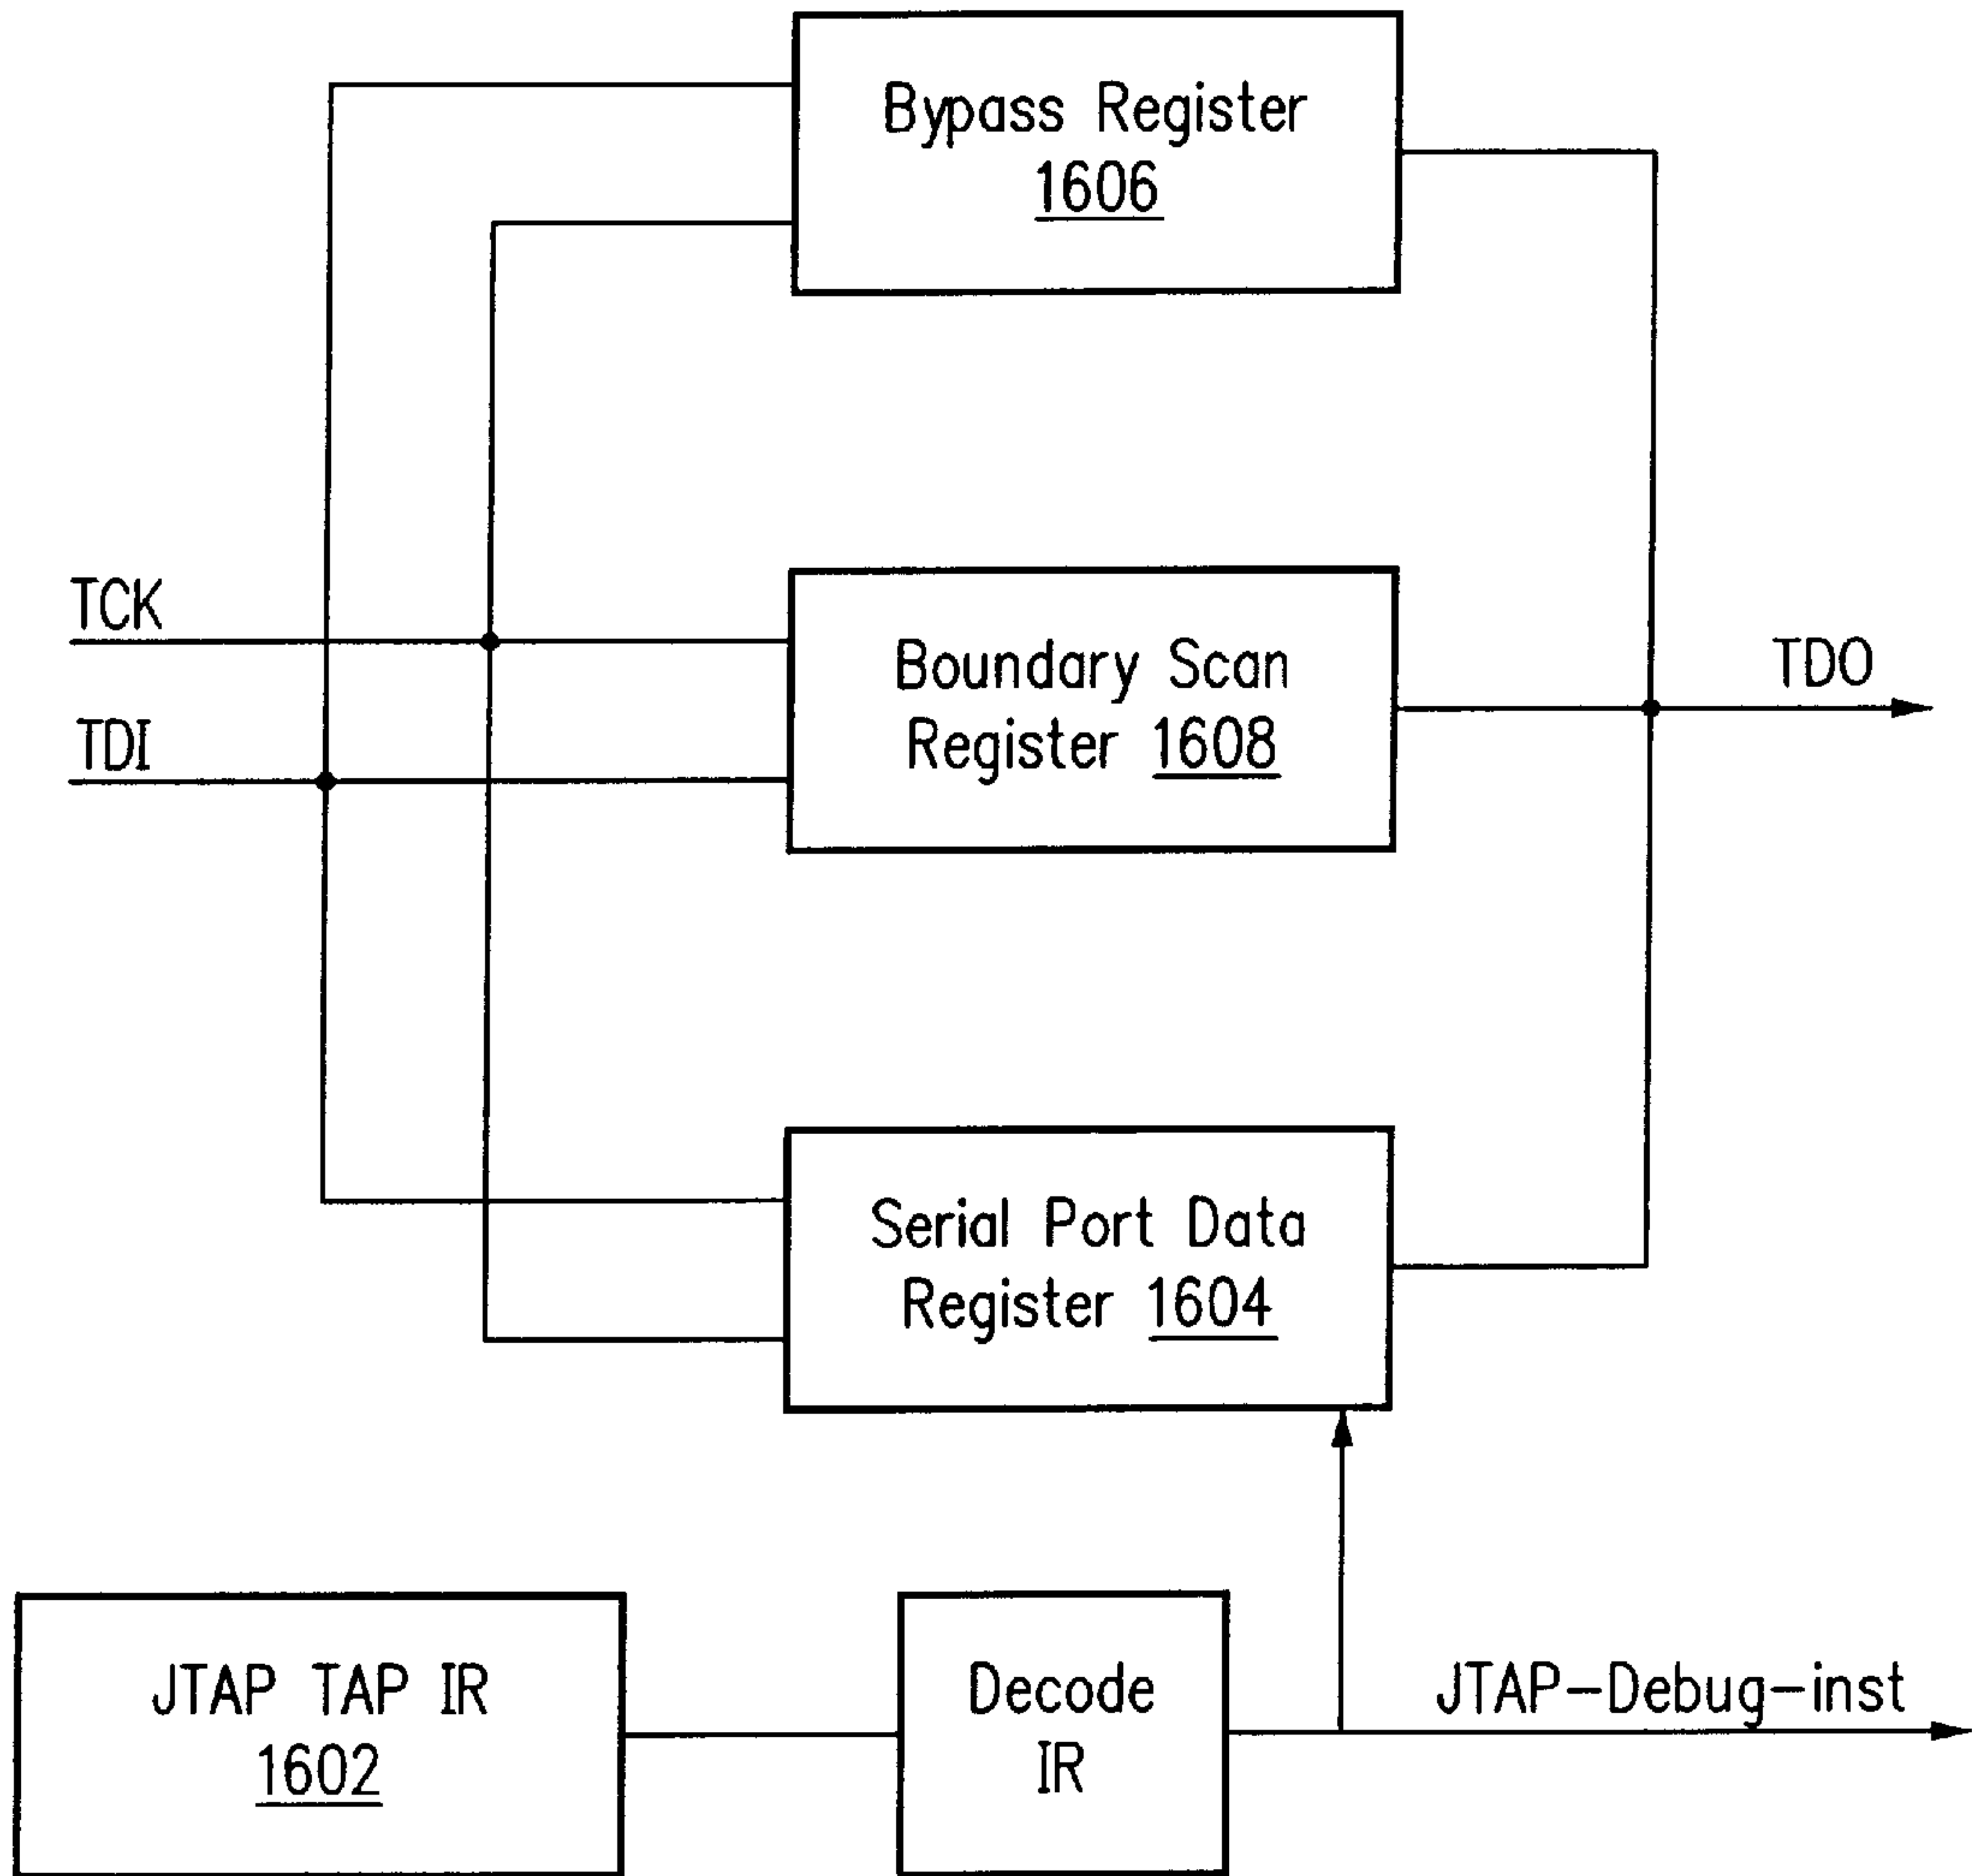 Bypass Register
1606
TCK
Boundary Scan
Register 1608
TDO
TDI
Serial Port Data
Register 1604
JTAP TAP IR
1602
Decode
IR
JTAP-Debug-inst